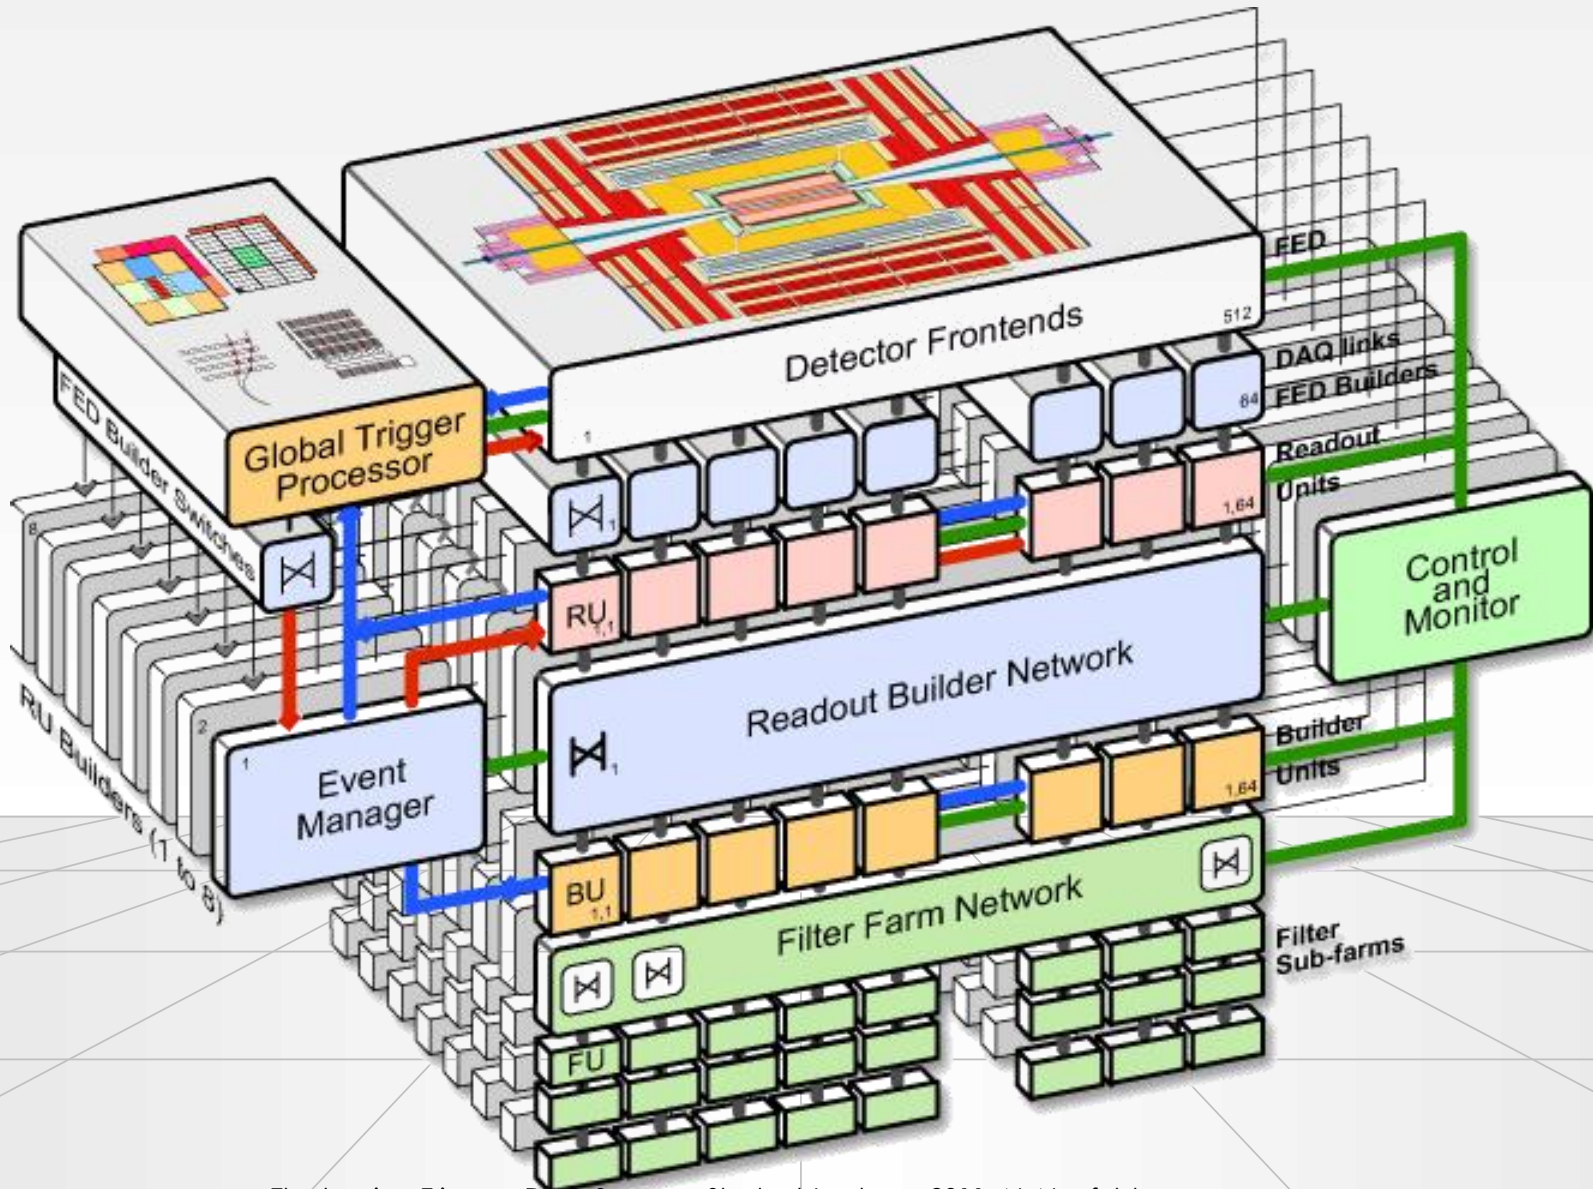 FED
512
Detector Frontends
DAQ links
FED Builders
64
1
Global Trigger
Processor
FED Builder Switches
1
Readout
Units
1,64
8
RU
1,1
Control
and
Monitor
Readout Builder Network
1
RU Builders (1 to 8)
2
1
Event
Manager
Builder
Units
1,64
BU
1,1
Filter Farm Network
Filter
Sub-farms
FU